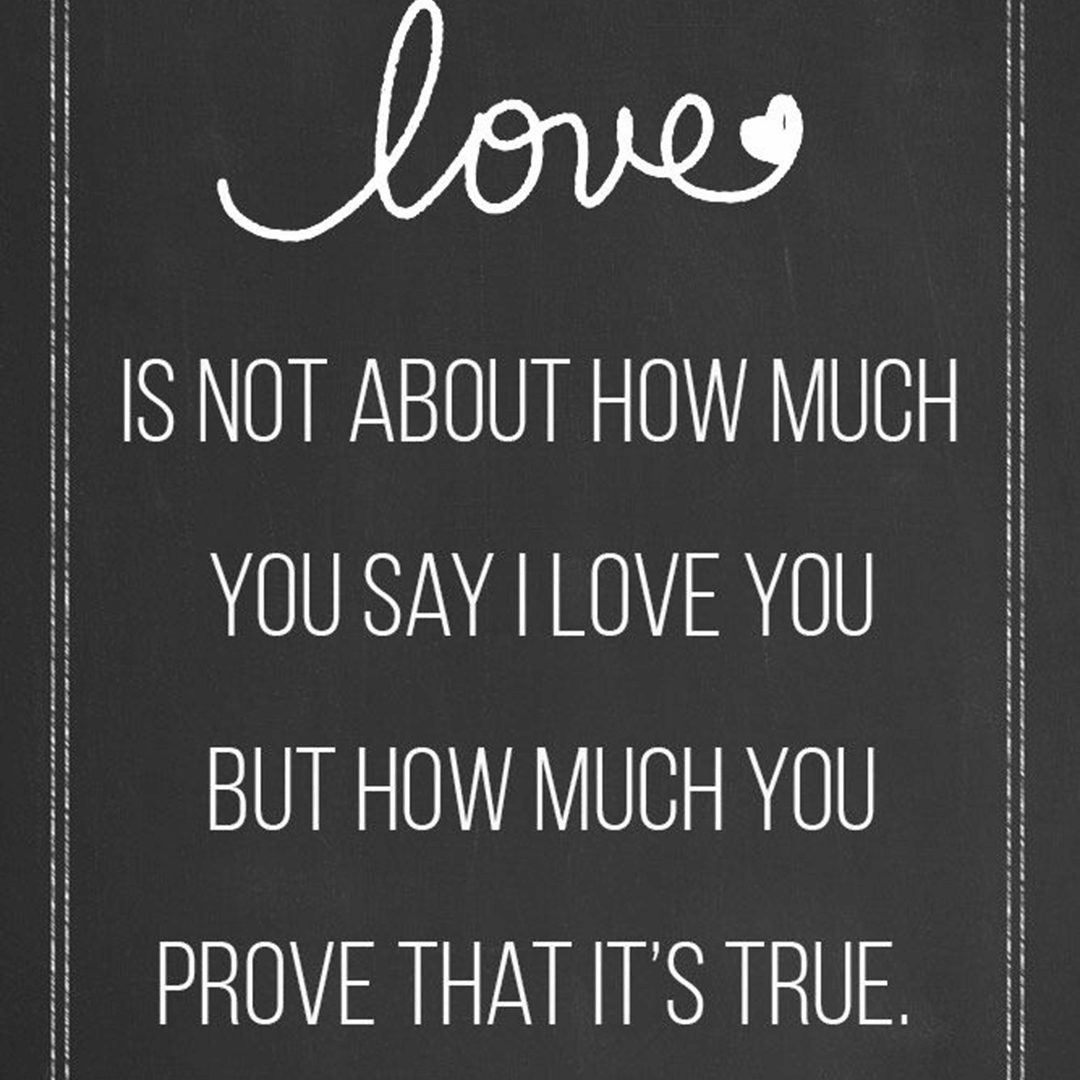 love
IS NOT ABOUT HOW MUCH
YOU SAY I LOVE YOU
BUT HOW MUCH YOU
PROVE THAT IT’S TRUE.